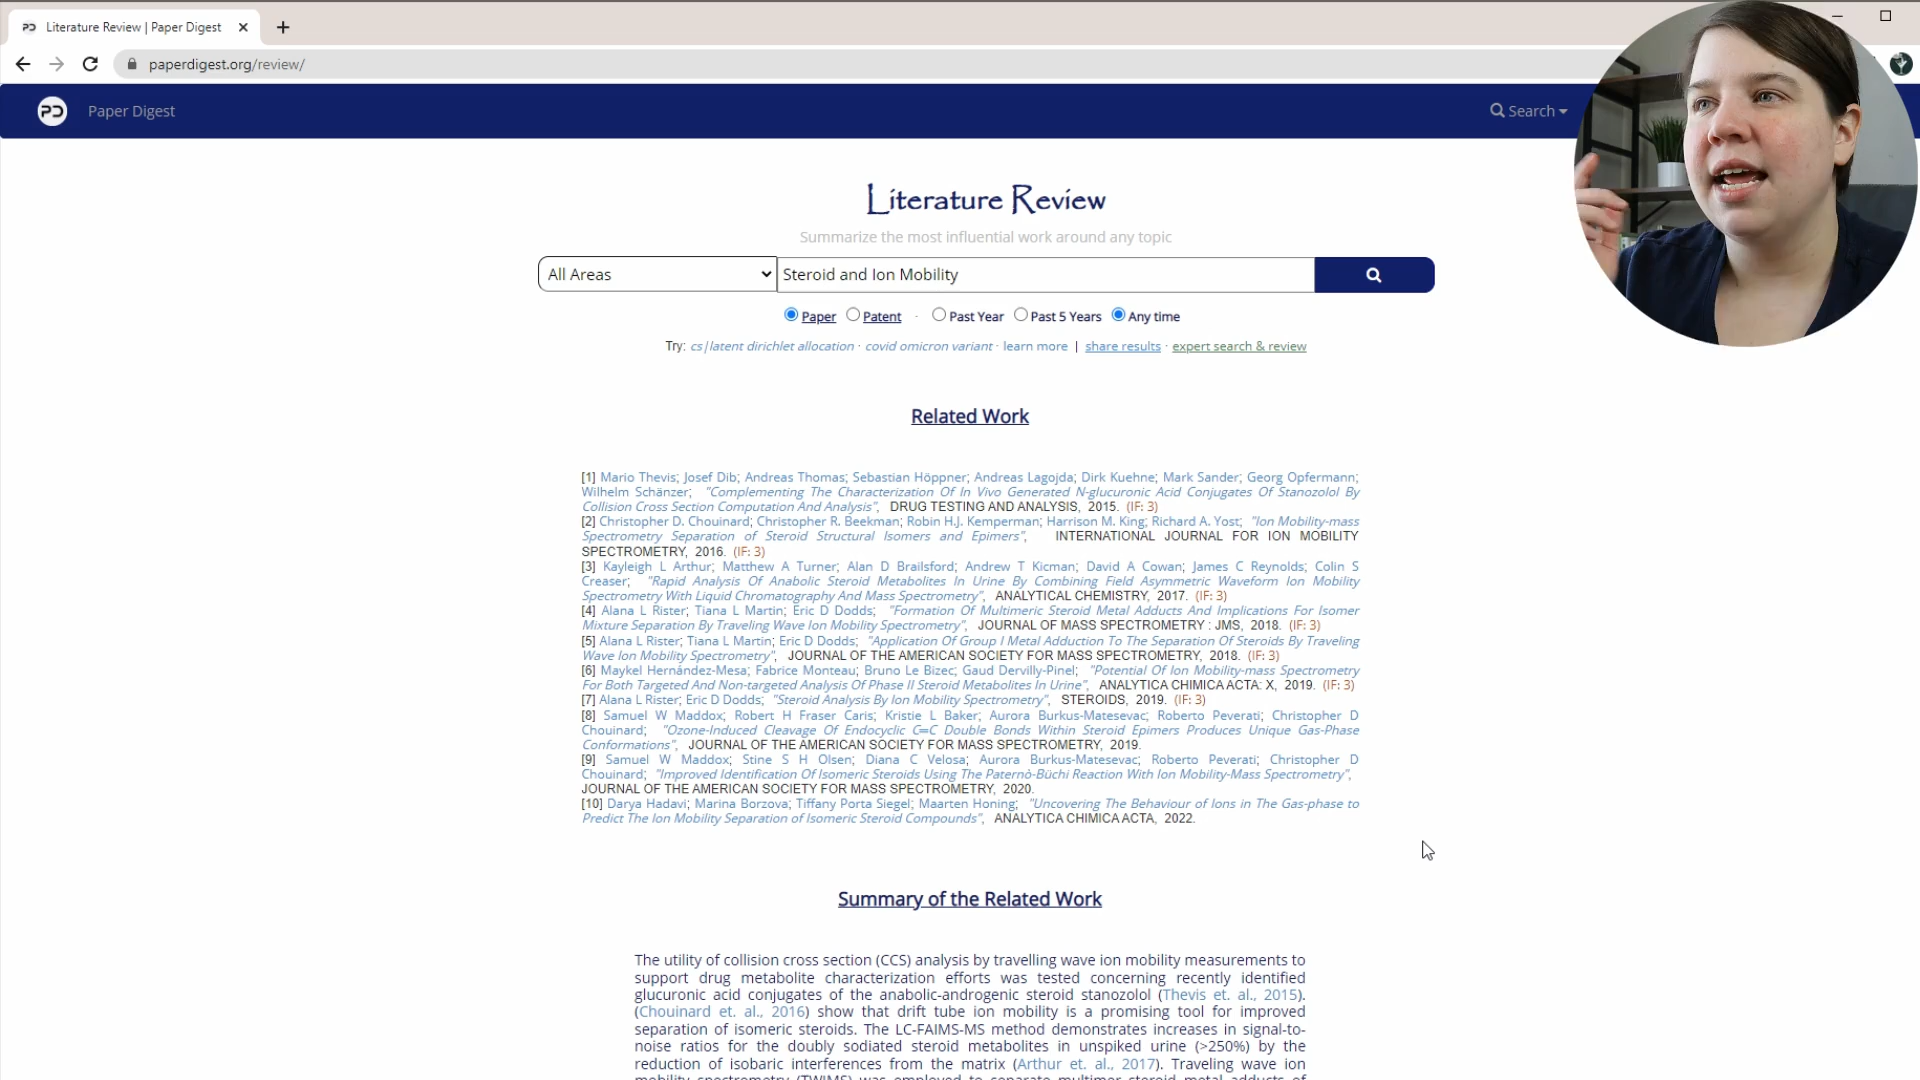 Literature Review | Paper Digest
paperdigest.org/review/
PD Paper Digest
Search
Literature Review
Summarize the most influential work around any topic
All Areas
Steroid and Ion Mobility
Paper Patent · Past Year Past 5 Years Any time
Try: cs|latent dirichlet allocation · covid omicron variant · learn more | share results · expert search & review
Related Work
[1] Mario Thevis; Josef Dib; Andreas Thomas; Sebastian Höppner; Andreas Lagojda; Dirk Kuehne; Mark Sander; Georg Opfermann;
Wilhelm Schänzer; "Complementing The Characterization Of In Vivo Generated N-glucuronic Acid Conjugates Of Stanozolol By
Collision Cross Section Computation And Analysis", DRUG TESTING AND ANALYSIS, 2015. (IF: 3)
[2] Christopher D. Chouinard; Christopher R. Beekman; Robin H.J. Kemperman; Harrison M. King; Richard A. Yost; "Ion Mobility-mass
Spectrometry Separation of Steroid Structural Isomers and Epimers", INTERNATIONAL JOURNAL FOR ION MOBILITY
SPECTROMETRY, 2016. (IF: 3)
[3] Kayleigh L Arthur; Matthew A Turner; Alan D Brailsford; Andrew T Kicman; David A Cowan; James C Reynolds; Colin S
Creaser; "Rapid Analysis Of Anabolic Steroid Metabolites In Urine By Combining Field Asymmetric Waveform Ion Mobility
Spectrometry With Liquid Chromatography And Mass Spectrometry", ANALYTICAL CHEMISTRY, 2017. (IF: 3)
[4] Alana L Rister; Tiana L Martin; Eric D Dodds; "Formation Of Multimeric Steroid Metal Adducts And Implications For Isomer
Mixture Separation By Traveling Wave Ion Mobility Spectrometry", JOURNAL OF MASS SPECTROMETRY : JMS, 2018. (IF: 3)
[5] Alana L Rister; Tiana L Martin; Eric D Dodds; "Application Of Group I Metal Adduction To The Separation Of Steroids By Traveling
Wave Ion Mobility Spectrometry", JOURNAL OF THE AMERICAN SOCIETY FOR MASS SPECTROMETRY, 2018. (IF: 3)
[6] Maykel Hernández-Mesa; Fabrice Monteau; Bruno Le Bizec; Gaud Dervilly-Pinel; "Potential Of Ion Mobility-mass Spectrometry
For Both Targeted And Non-targeted Analysis Of Phase II Steroid Metabolites In Urine", ANALYTICA CHIMICA ACTA: X, 2019. (IF: 3)
[7] Alana L Rister; Eric D Dodds; "Steroid Analysis By Ion Mobility Spectrometry", STEROIDS, 2019. (IF: 3)
[8] Samuel W Maddox; Robert H Fraser Caris; Kristie L Baker; Aurora Burkus-Matesevac; Roberto Peverati; Christopher D
Chouinard; "Ozone-Induced Cleavage Of Endocyclic C═C Double Bonds Within Steroid Epimers Produces Unique Gas-Phase
Conformations", JOURNAL OF THE AMERICAN SOCIETY FOR MASS SPECTROMETRY, 2019.
[9] Samuel W Maddox; Stine S H Olsen; Diana C Velosa; Aurora Burkus-Matesevac; Roberto Peverati; Christopher D
Chouinard; "Improved Identification Of Isomeric Steroids Using The Paternò-Büchi Reaction With Ion Mobility-Mass Spectrometry",
JOURNAL OF THE AMERICAN SOCIETY FOR MASS SPECTROMETRY, 2020.
[10] Darya Hadavi; Marina Borzova; Tiffany Porta Siegel; Maarten Honing; "Uncovering The Behaviour of Ions in The Gas-phase to
Predict The Ion Mobility Separation of Isomeric Steroid Compounds", ANALYTICA CHIMICA ACTA, 2022.
Summary of the Related Work
The utility of collision cross section (CCS) analysis by travelling wave ion mobility measurements to
support drug metabolite characterization efforts was tested concerning recently identified
glucuronic acid conjugates of the anabolic-androgenic steroid stanozolol (Thevis et. al., 2015).
(Chouinard et. al., 2016) show that drift tube ion mobility is a promising tool for improved
separation of isomeric steroids. The LC-FAIMS-MS method demonstrates increases in signal-to-
noise ratios for the doubly sodiated steroid metabolites in unspiked urine (>250%) by the
reduction of isobaric interferences from the matrix (Arthur et. al., 2017). Traveling wave ion
mobility spectrometry (TWIMS) was employed to separate multimer steroid metal adducts of